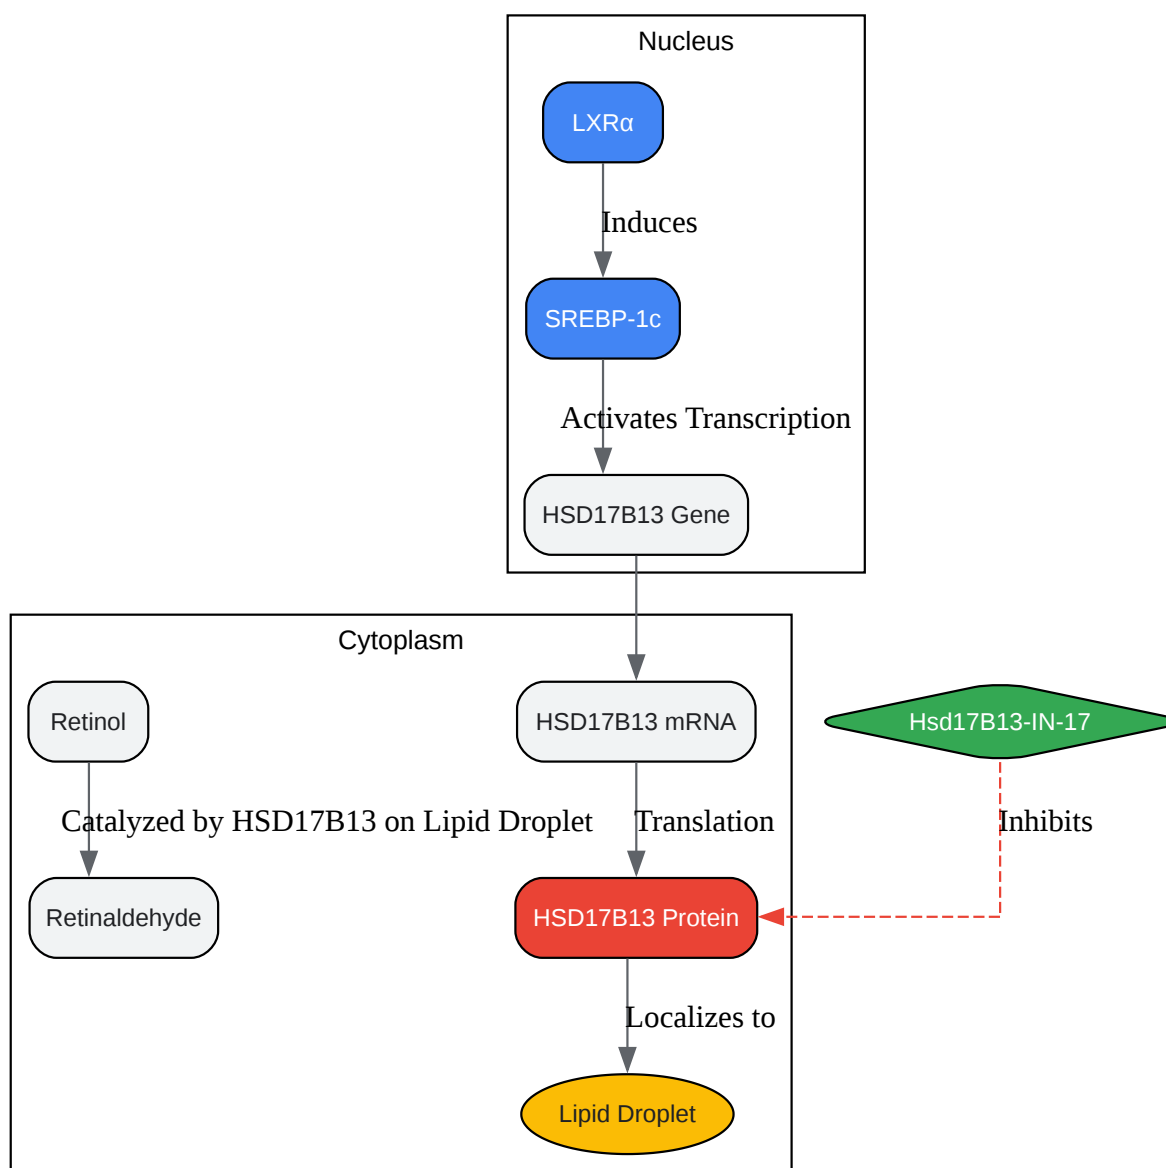 Nucleus
LXRα
Induces
SREBP-1c
Activates Transcription
HSD17B13 Gene
Cytoplasm
Retinol
HSD17B13 mRNA
Hsd17B13-IN-17
Catalyzed by HSD17B13 on Lipid Droplet
Translation
Inhibits
Retinaldehyde
HSD17B13 Protein
Localizes to
Lipid Droplet